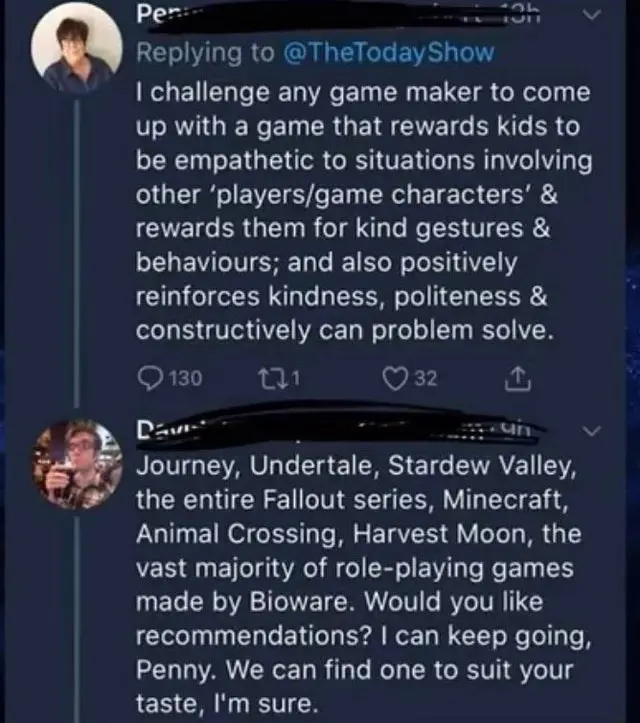 Replying to @TheTodayShow
I challenge any game maker to come
up with a game that rewards kids to
be empathetic to situations involving
other 'players/game characters' &
rewards them for kind gestures &
behaviours; and also positively
reinforces kindness, politeness &
constructively can problem solve.
130 1 32
Journey, Undertale, Stardew Valley,
the entire Fallout series, Minecraft,
Animal Crossing, Harvest Moon, the
vast majority of role-playing games
made by Bioware. Would you like
recommendations? I can keep going,
Penny. We can find one to suit your
taste, I'm sure.